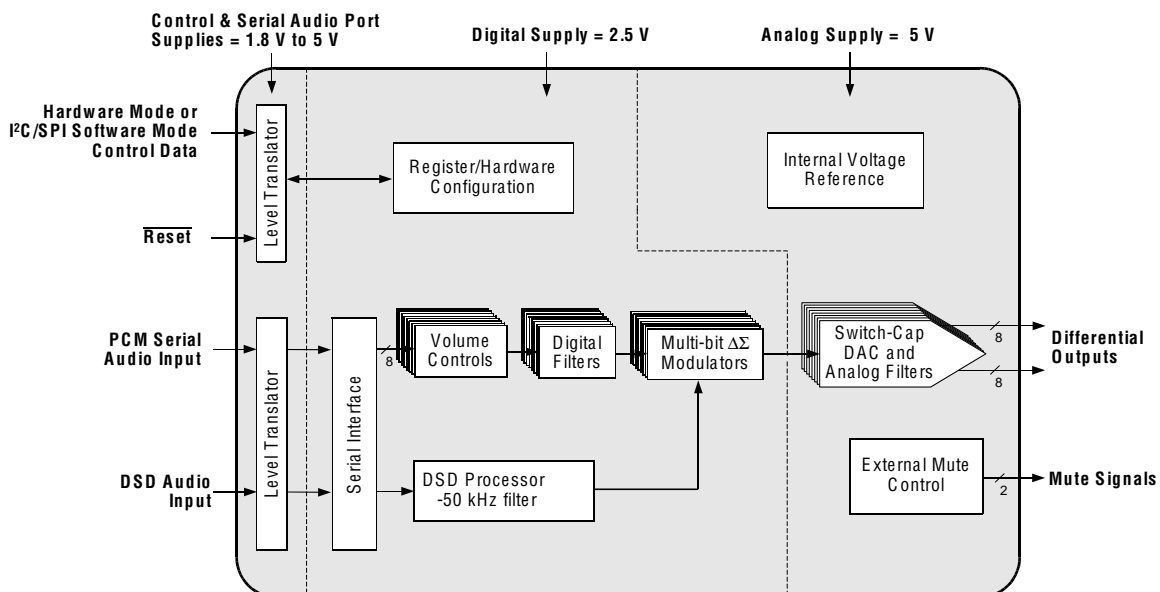 Control & Serial Audio Port
Supplies = 1.8 V to 5 V
Digital Supply = 2.5 V
Analog Supply = 5 V
Hardware Mode or
I²C/SPI Software Mode
Control Data
Reset
Level Translator
Register/Hardware
Configuration
Internal Voltage
Reference
PCM Serial
Audio Input
DSD Audio
Input
Level Translator
Serial Interface
8
Volume
Controls
Digital
Filters
Multi-bit ΔΣ
Modulators
Switch-Cap
DAC and
Analog Filters
8
8
Differential
Outputs
DSD Processor
-50 kHz filter
External Mute
Control
2
Mute Signals